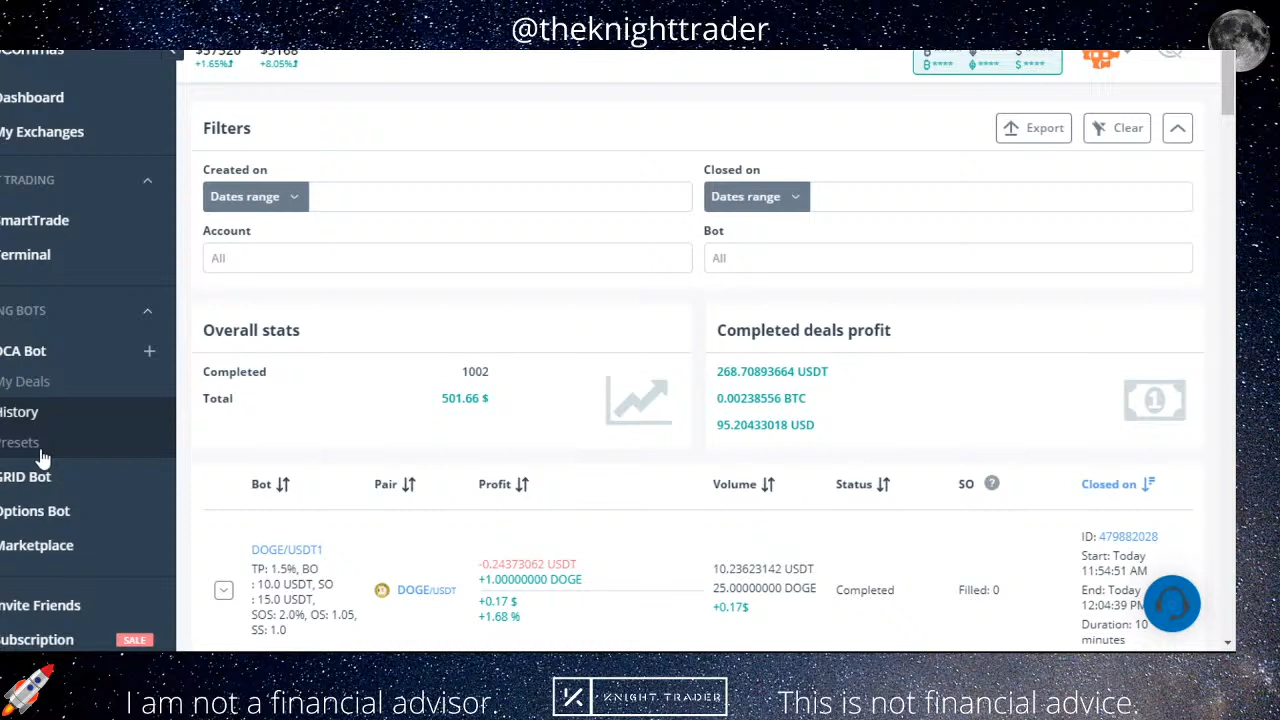 @theknighttrader
+1.65%
+8.05%
฿ **** **** $ ****
Dashboard
My Exchanges
TRADING
SmartTrade
Terminal
NG BOTS
DCA Bot
My Deals
History
Presets
GRID Bot
Options Bot
Marketplace
Invite Friends
Subscription SALE
Filters
Export
Clear
Created on
Dates range
Closed on
Dates range
Account
All
Bot
All
Overall stats
Completed 1002
Total 501.66 $
Completed deals profit
268.70893664 USDT
0.00238556 BTC
95.20433018 USD
Bot Pair Profit Volume Status SO ? Closed on
DOGE/USDT1
TP: 1.5%, BO
: 10.0 USDT, SO
: 15.0 USDT,
SOS: 2.0%, OS: 1.05,
SS: 1.0
DOGE/USDT
-0.24373062 USDT
+1.00000000 DOGE
+0.17 $
+1.68 %
10.23623142 USDT
25.00000000 DOGE
+0.17$
Completed
Filled: 0
ID: 479882028
Start: Today
11:54:51 AM
End: Today
12:04:39 PM
Duration: 10
minutes
I am not a financial advisor.
KNIGHT TRADER
This is not financial advice.